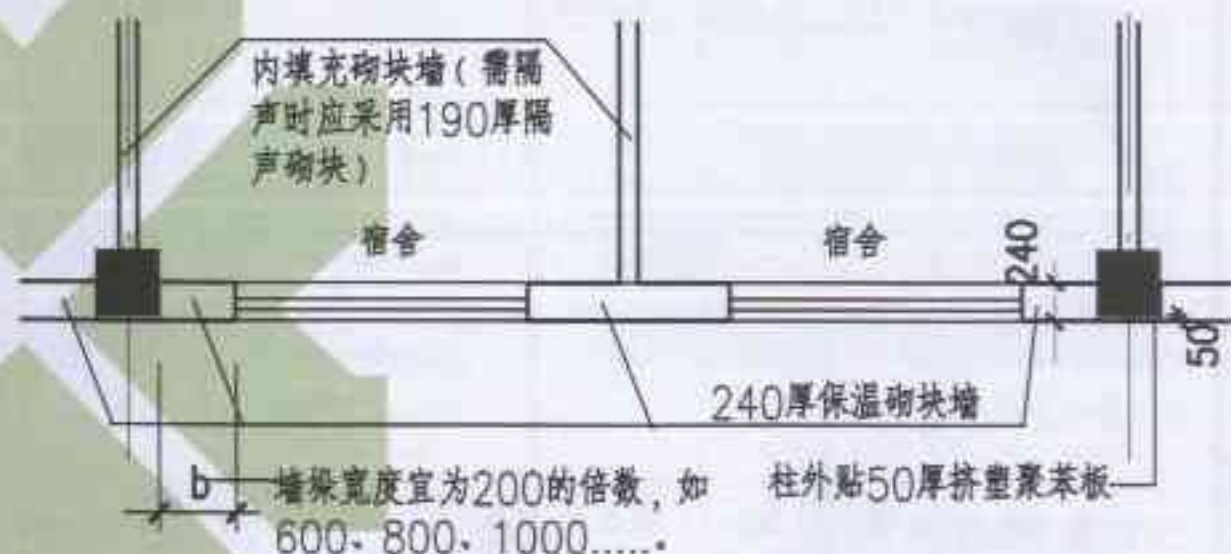 内填充砌块墙（需隔
声时应采用190厚隔
声砌块）
宿舍
宿舍
240
50
240厚保温砌块墙
b
墙垛宽度宜为200的倍数，如
600、800、1000......。
柱外贴50厚挤塑聚苯板